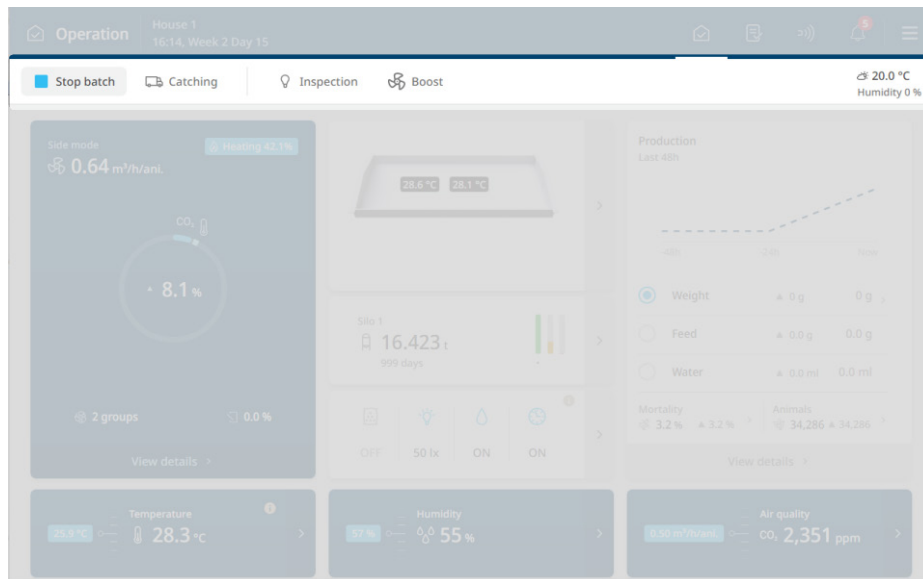 Operation
House 1
16:14, Week 2 Day 15
5
Stop batch
Catching
Inspection
Boost
20.0 °C
Humidity 0 %
Side mode
Heating 42.1%
0.64 m³/h/ani.
CO₂
8.1 %
2 groups
0.0 %
View details
28.6 °C
28.1 °C
Silo 1
16.423 t
999 days
OFF
50 lx
ON
ON
Production
Last 48h
-48h
-24h
Now
Weight
0 g
0 g
Feed
0.0 g
0.0 g
Water
0.0 ml
0.0 ml
Mortality
3.2 %
3.2 %
Animals
34,286
34,286
View details
Temperature
25.9 °C
28.3 °C
Humidity
57 %
55 %
Air quality
0.50 m³/h/ani.
CO₂ 2,351 ppm